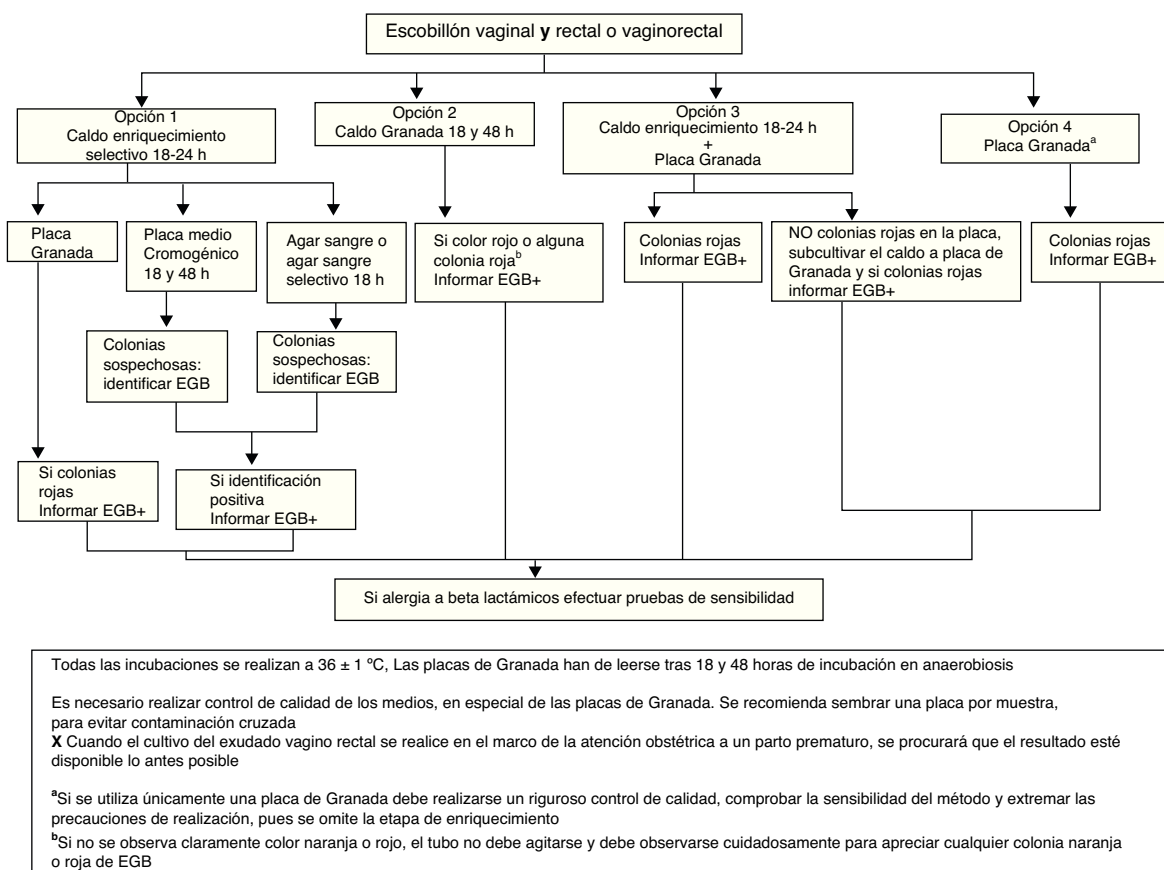 Escobillón vaginal y rectal o vaginorectal
Opción 1
Caldo enriquecimiento
selectivo 18-24 h
Opción 2
Caldo Granada 18 y 48 h
Opción 3
Caldo enriquecimiento 18-24 h
+
Placa Granada
Opción 4
Placa Granadaa
Placa
Granada
Placa medio
Cromogénico
18 y 48 h
Agar sangre o
agar sangre
selectivo 18 h
Si color rojo o alguna
colonia rojab
Informar EGB+
Colonias rojas
Informar EGB+
NO colonias rojas en la placa,
subcultivar el caldo a placa de
Granada y si colonias rojas
informar EGB+
Colonias rojas
Informar EGB+
Colonias
sospechosas:
identificar EGB
Colonias
sospechosas:
identificar EGB
Si colonias
rojas
Informar EGB+
Si identificación
positiva
Informar EGB+
Si alergia a beta lactámicos efectuar pruebas de sensibilidad
Todas las incubaciones se realizan a 36 ± 1 ºC, Las placas de Granada han de leerse tras 18 y 48 horas de incubación en anaerobiosis
Es necesario realizar control de calidad de los medios, en especial de las placas de Granada. Se recomienda sembrar una placa por muestra,
para evitar contaminación cruzada
X Cuando el cultivo del exudado vagino rectal se realice en el marco de la atención obstétrica a un parto prematuro, se procurará que el resultado esté
disponible lo antes posible
aSi se utiliza únicamente una placa de Granada debe realizarse un riguroso control de calidad, comprobar la sensibilidad del método y extremar las
precauciones de realización, pues se omite la etapa de enriquecimiento
bSi no se observa claramente color naranja o rojo, el tubo no debe agitarse y debe observarse cuidadosamente para apreciar cualquier colonia naranja
o roja de EGB